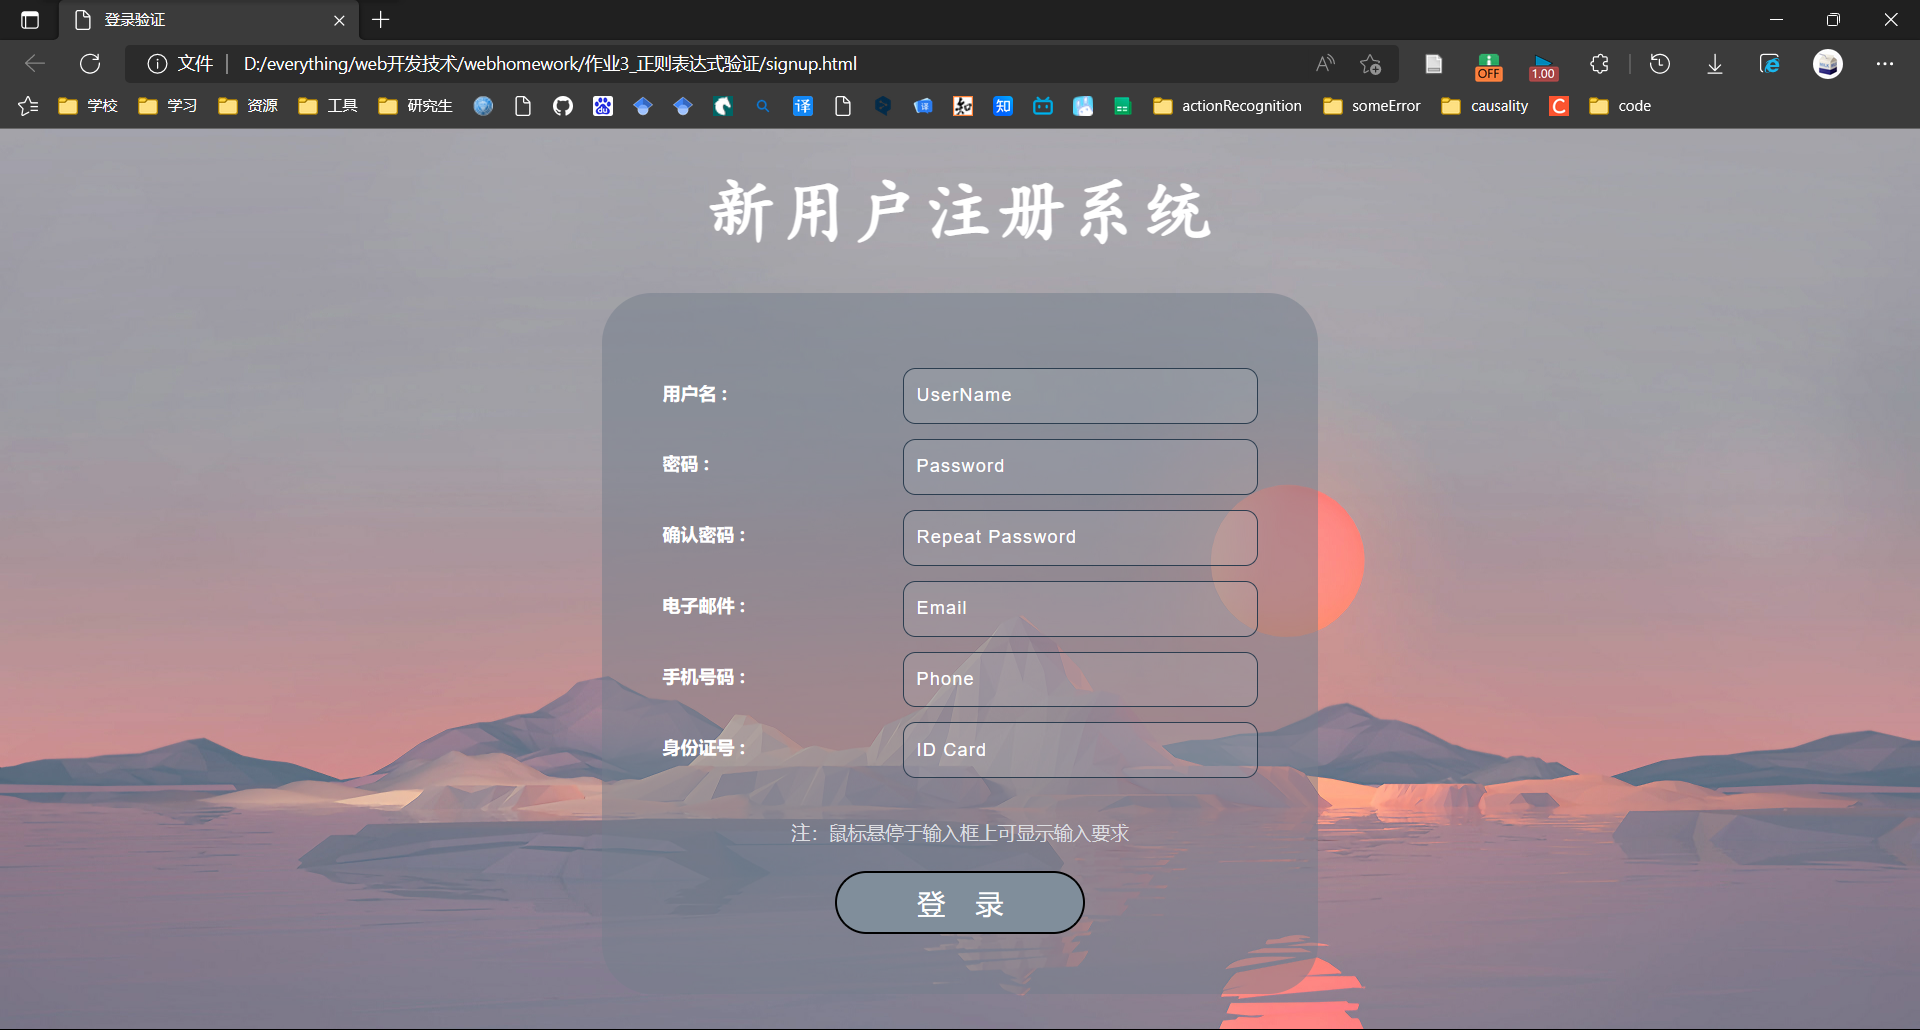 登录验证
文件 D:/everything/web开发技术/webhomework/作业3_正则表达式验证/signup.html
OFF 1.00
学校 学习 资源 工具 研究生 译 知 知 actionRecognition someError causality C code
新用户注册系统
用户名: UserName
密码: Password
确认密码: Repeat Password
电子邮件: Email
手机号码: Phone
身份证号: ID Card
注: 鼠标悬停于输入框上可显示输入要求
登 录